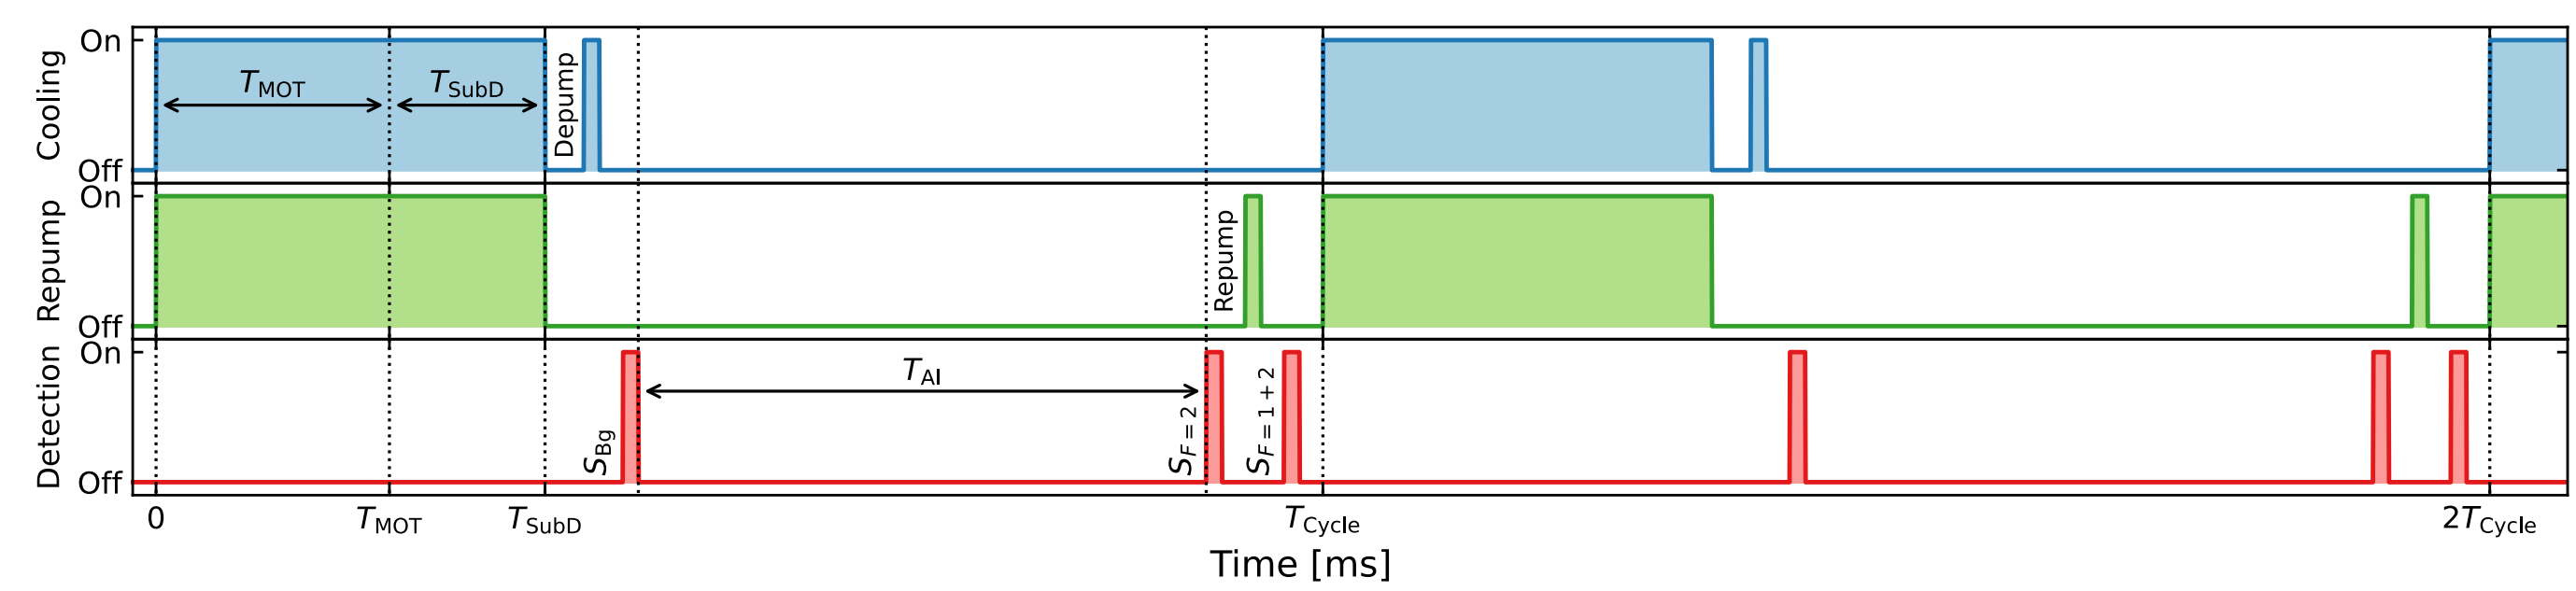 Cooling
On
Off
T_MOT
T_SubD
Depump
Repump
On
Off
Repump
Detection
On
Off
S_Bg
T_AI
S_F=2
S_F=1+2
0
T_MOT
T_SubD
T_Cycle
2T_Cycle
Time [ms]